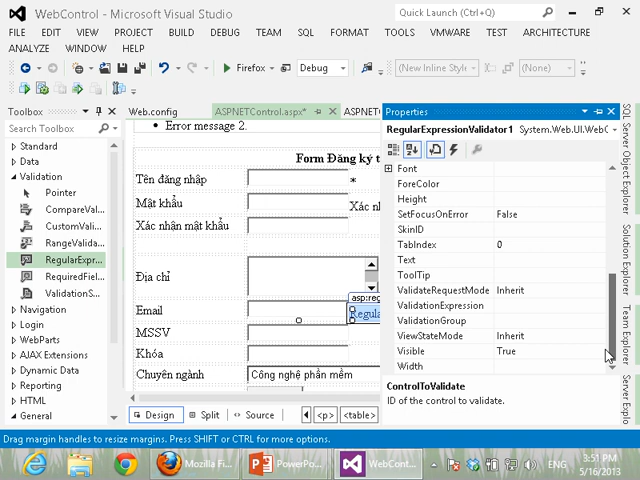 WebControl - Microsoft Visual Studio
Quick Launch (Ctrl+Q)
FILE EDIT VIEW PROJECT BUILD DEBUG TEAM SQL FORMAT TOOLS VMWARE TEST ARCHITECTURE
ANALYZE WINDOW HELP
Firefox Debug (New Inline Style) (None)
Toolbox
Search Toolbox
Standard
Data
Validation
Pointer
CompareVal...
CustomVali...
RangeValida...
RegularExpr...
RequiredFiel...
ValidationS...
Navigation
Login
WebParts
AJAX Extensions
Dynamic Data
Reporting
HTML
General
Web.config ASPNETControl.aspx* ASPNETC
Error message 2.
Form Đăng ký t
Tên đăng nhập *
Mật khẩu Xác nh
Xác nhận mật khẩu
Địa chỉ
asp:reg
Email Regula
MSSV
Khóa
Chuyên ngành Công nghệ phần mềm
Design Split Source <p> <table>
Properties
RegularExpressionValidator1 System.Web.UI.WebC
Font
ForeColor
Height
SetFocusOnError False
SkinID
TabIndex 0
Text
ToolTip
ValidateRequestMode Inherit
ValidationExpression
ValidationGroup
ViewStateMode Inherit
Visible True
Width
ControlToValidate
ID of the control to validate.
SQL Server Object Explorer
Solution Explorer
Team Explorer
Server Explo
Drag margin handles to resize margins. Press SHIFT or CTRL for more options.
Mozilla Fi... PowerPo... WebCont... ENG
3:51 PM
5/16/2013